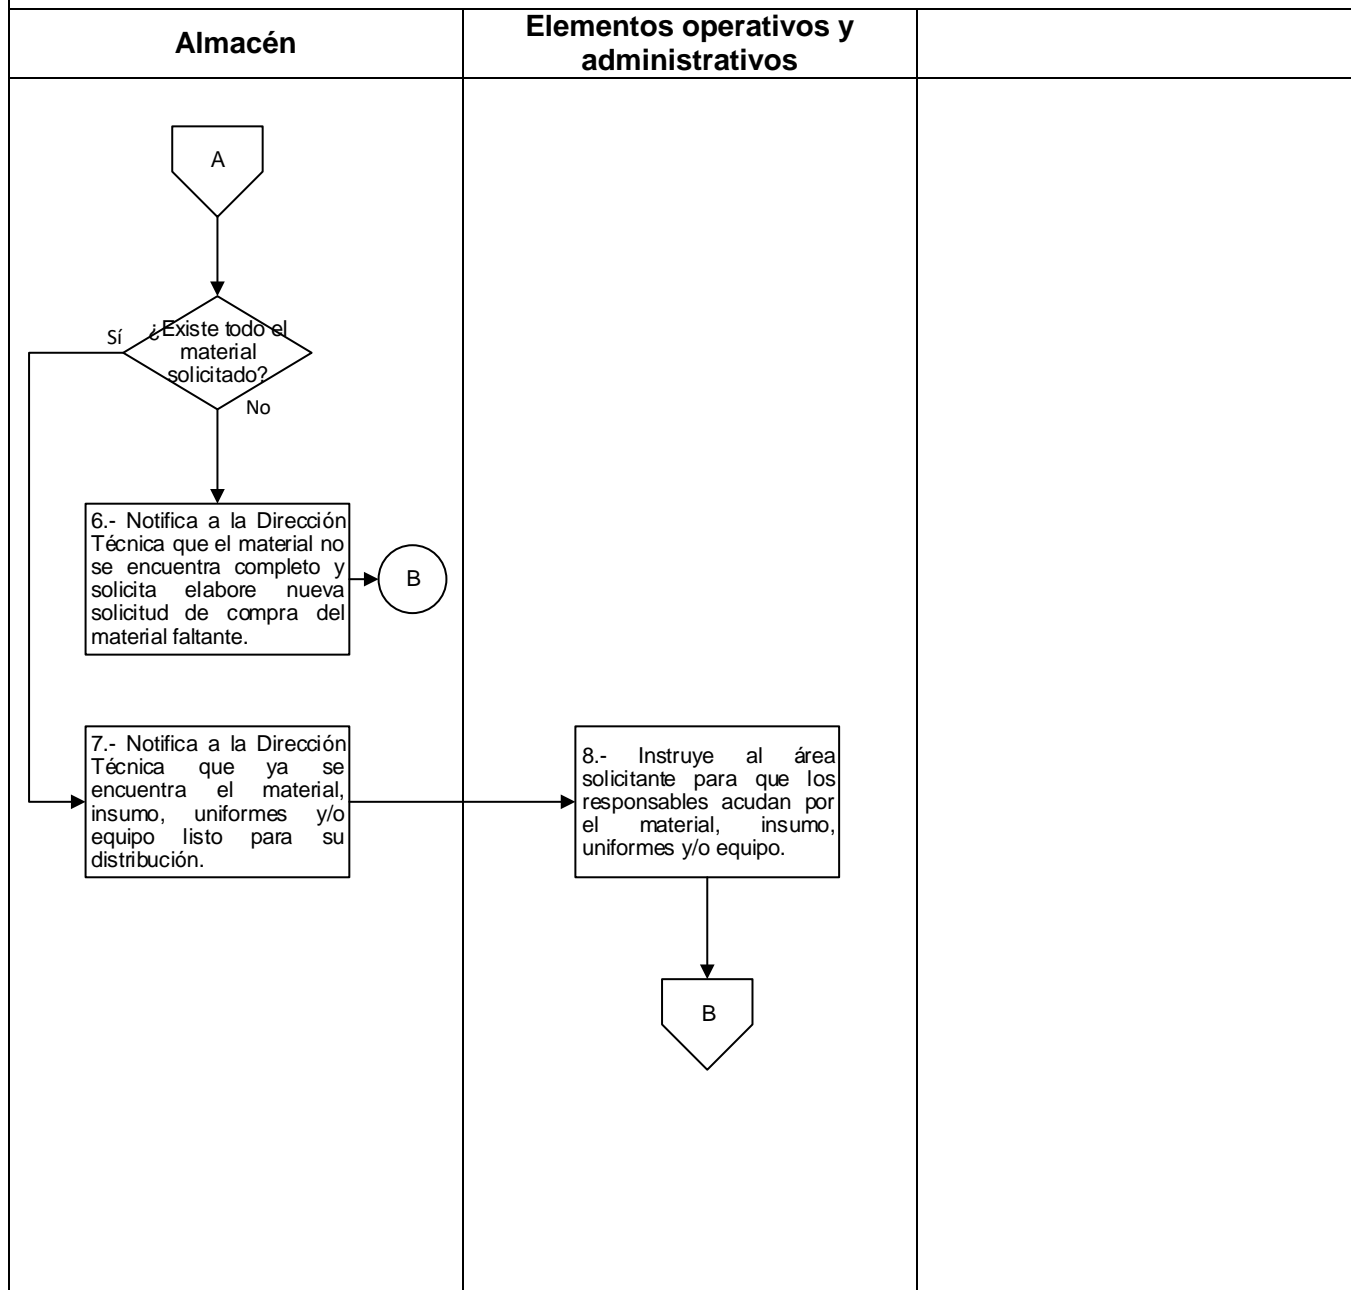 Almacén
Elementos operativos y
administrativos
A
¿Existe todo el
material
solicitado?
Sí
No
6.- Notifica a la Dirección
Técnica que el material no
se encuentra completo y
solicita elabore nueva
solicitud de compra del
material faltante.
B
7.- Notifica a la Dirección
Técnica que ya se
encuentra el material,
insumo, uniformes y/o
equipo listo para su
distribución.
8.- Instruye al área
solicitante para que los
responsables acudan por
el material, insumo,
uniformes y/o equipo.
B